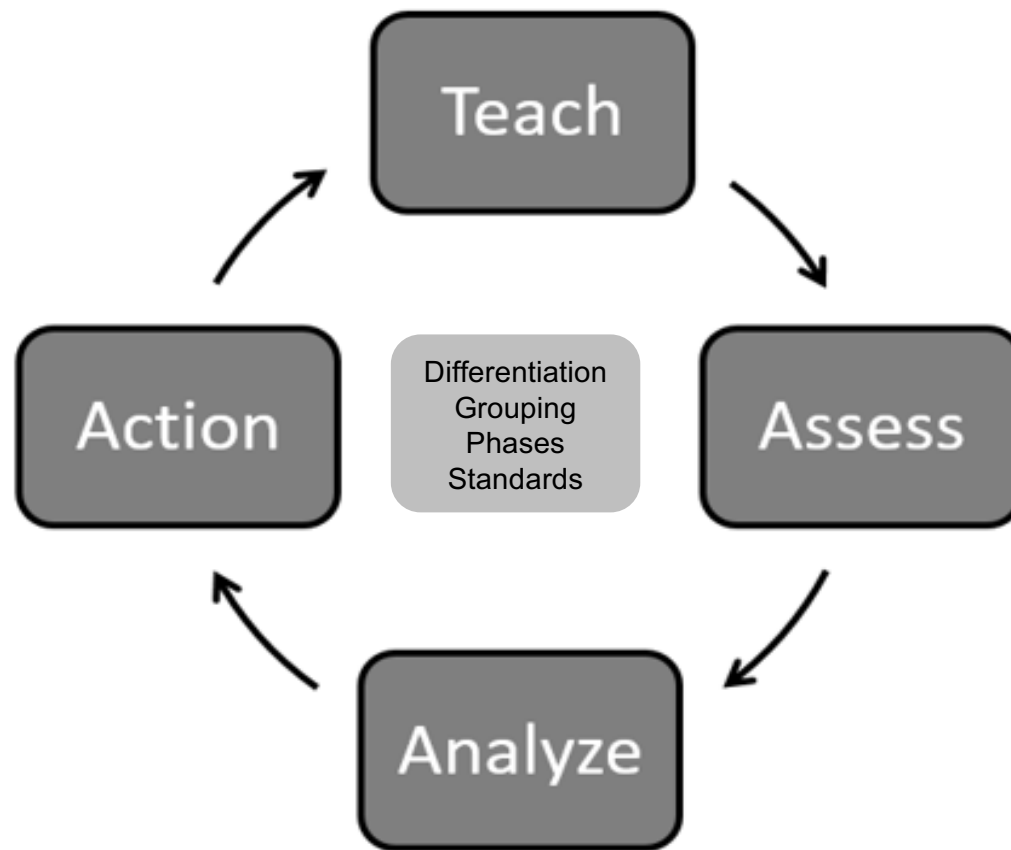 Teach
Action
Differentiation
Grouping
Phases
Standards
Assess
Analyze